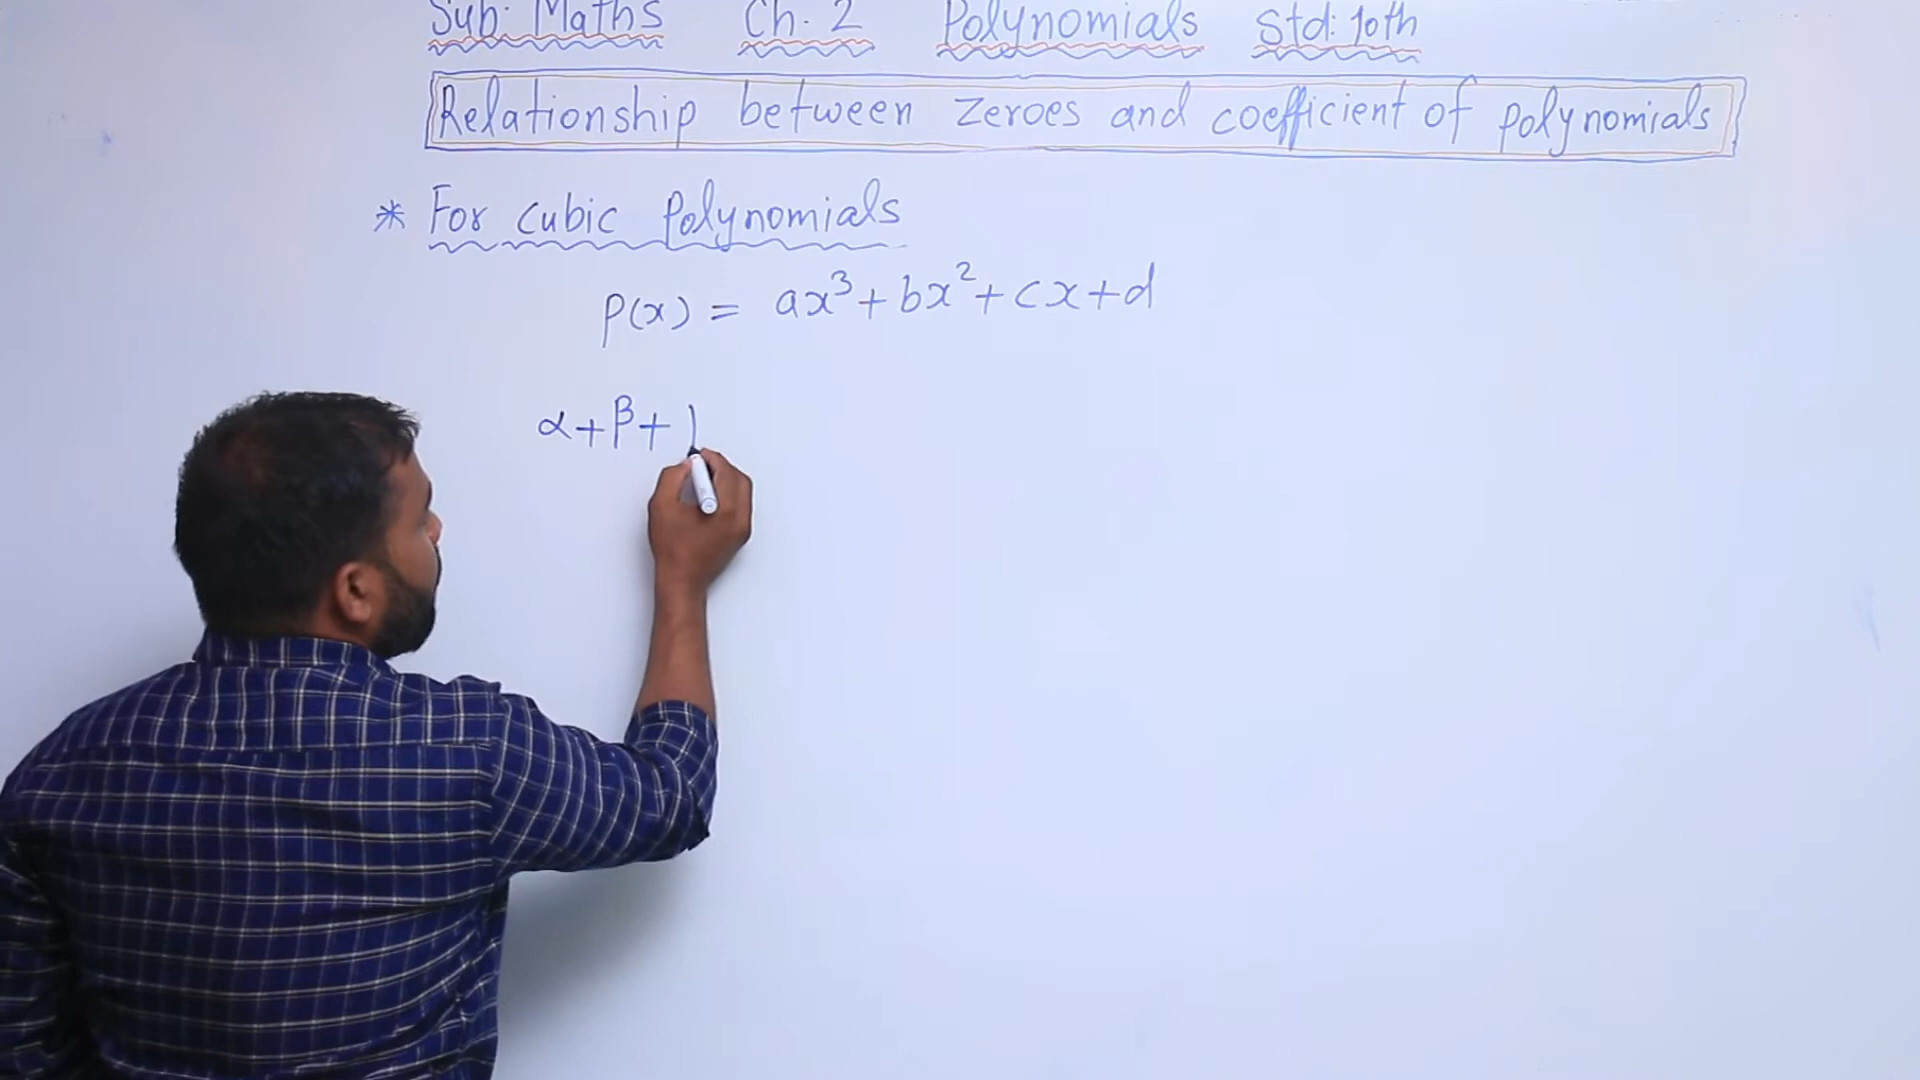 Sub: Maths Ch. 2 Polynomials Std: 10th
Relationship between zeroes and coefficient of polynomials
* For cubic Polynomials
P(x) = ax³+bx²+cx+d
α+β+